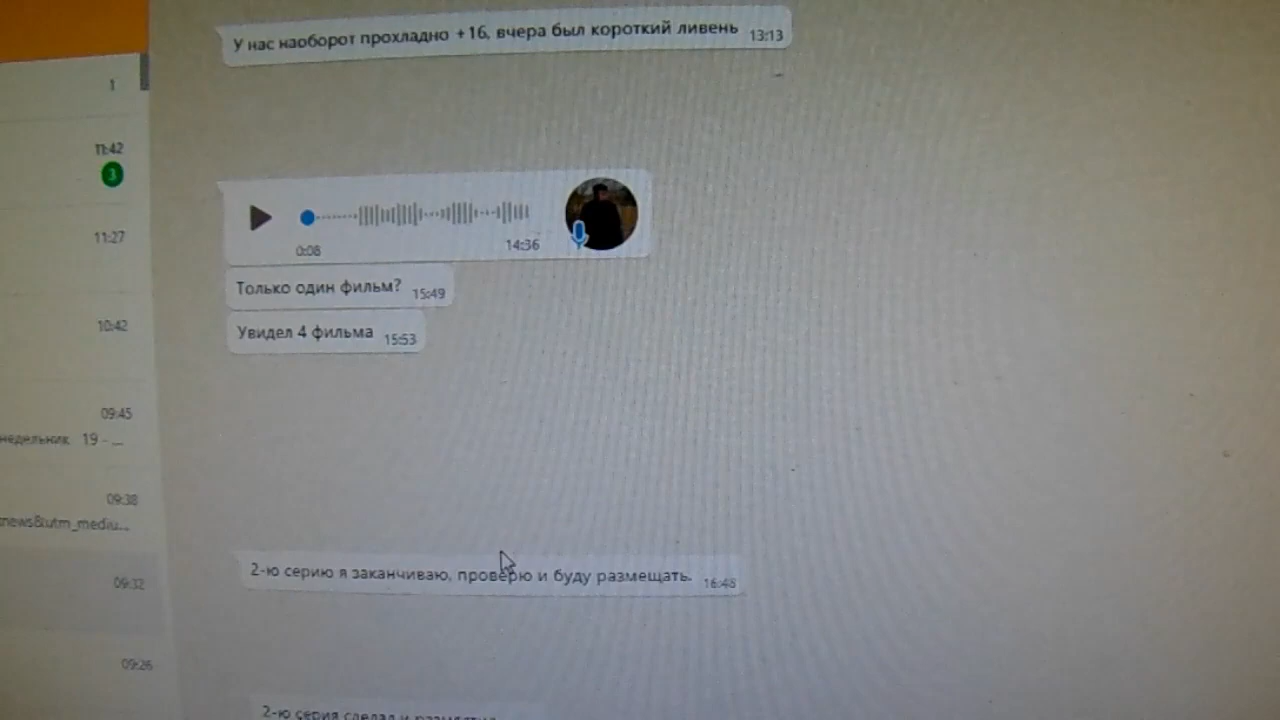 У нас наоборот прохладно +16, вчера был короткий ливень 13:13
1
11:42
3
11:27
0:08 14:36
Только один фильм? 15:49
10:42
Увидел 4 фильма 15:53
09:45
недельник 19 - ...
09:38
news&utm_mediu...
2-ю серию я заканчиваю, проверю и буду размещать. 16:48
09:32
09:26
2-ю серия сделал и